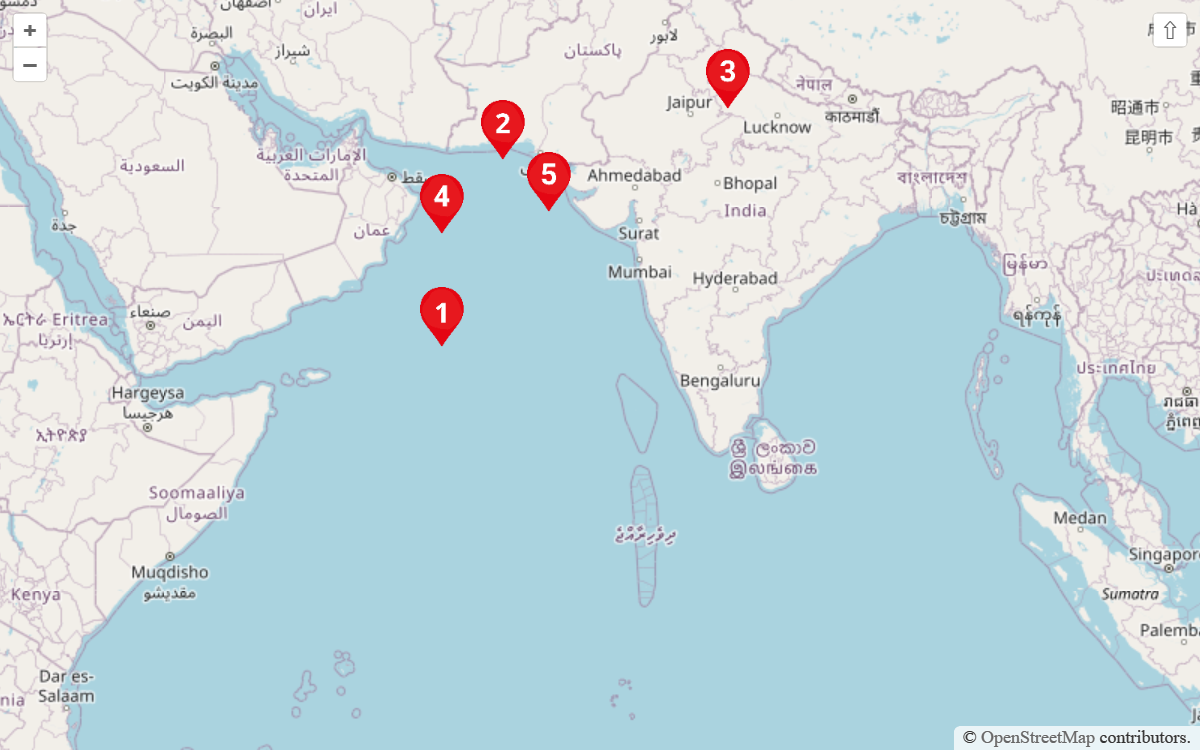 اصفهان
ایران
البصرة
شیراز
لاہور
پاکستان
+
−
⇧
مدينة الكويت
3
Jaipur
नेपाल
काठमाडौं
昭通市
昆明市
2
Lucknow
الإمارات العربية
المتحدة
السعودية
5
Ahmedabad
Bhopal
India
বাংলাদেশ
চট্টগ্রাম
4
عمان
جدة
Surat
Mumbai
Hyderabad
မြန်မာ
ရန်ကုန်
1
صنعاء
اليمن
ኤርትራ Eritrea
إرتريا
Bengaluru
ประเทศไทย
Hargeysa
هرجيسا
ኢትዮጵያ
ශ්‍රී ලංකාව
இலங்கை
Soomaaliya
الصومال
Medan
ދިވެހިރާއްޖެ
Muqdisho
مقديشو
Kenya
Sumatra
Dar es-
Salaam
© OpenStreetMap contributors.